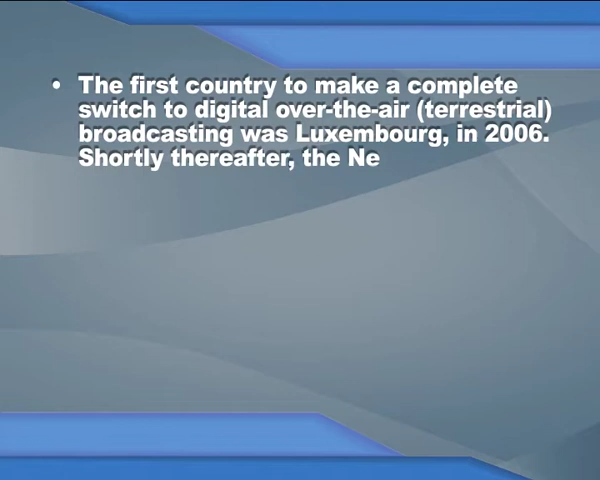 • The first country to make a complete
switch to digital over-the-air (terrestrial)
broadcasting was Luxembourg, in 2006.
Shortly thereafter, the Ne